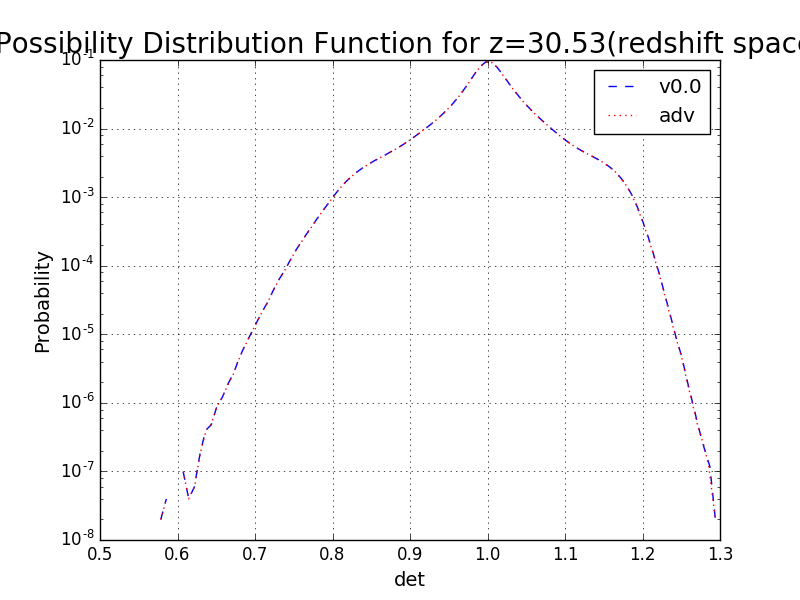 Possibility Distribution Function for z=30.53(redshift space
10^-1
10^-2
10^-3
10^-4
10^-5
10^-6
10^-7
10^-8
Probability
v0.0
adv
0.5 0.6 0.7 0.8 0.9 1.0 1.1 1.2 1.3
det